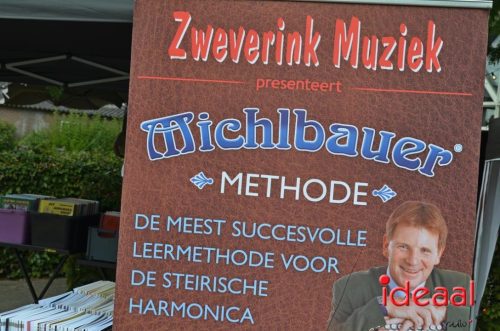 Zweverink Muziek
presenteert
Michlbauer®
METHODE
DE MEEST SUCCESVOLLE
LEERMETHODE VOOR
DE STEIRISCHE
HARMONICA
ideaal